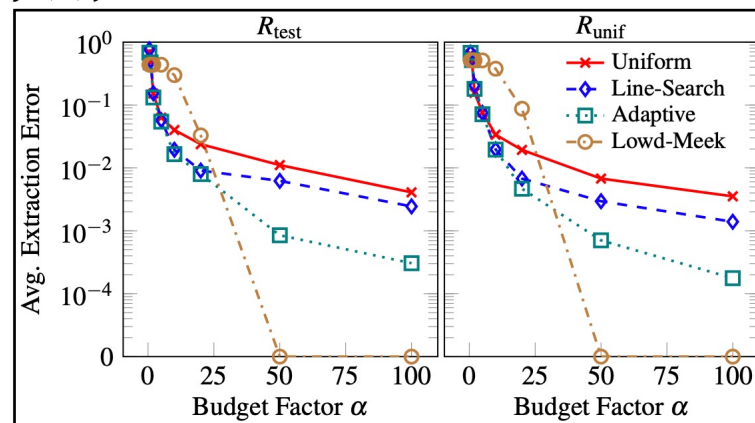 R_test
R_unif
10^0
10^-1
10^-2
10^-3
10^-4
0
Avg. Extraction Error
Uniform
Line-Search
Adaptive
Lowd-Meek
0 25 50 75 100
0 25 50 75 100
Budget Factor α
Budget Factor α